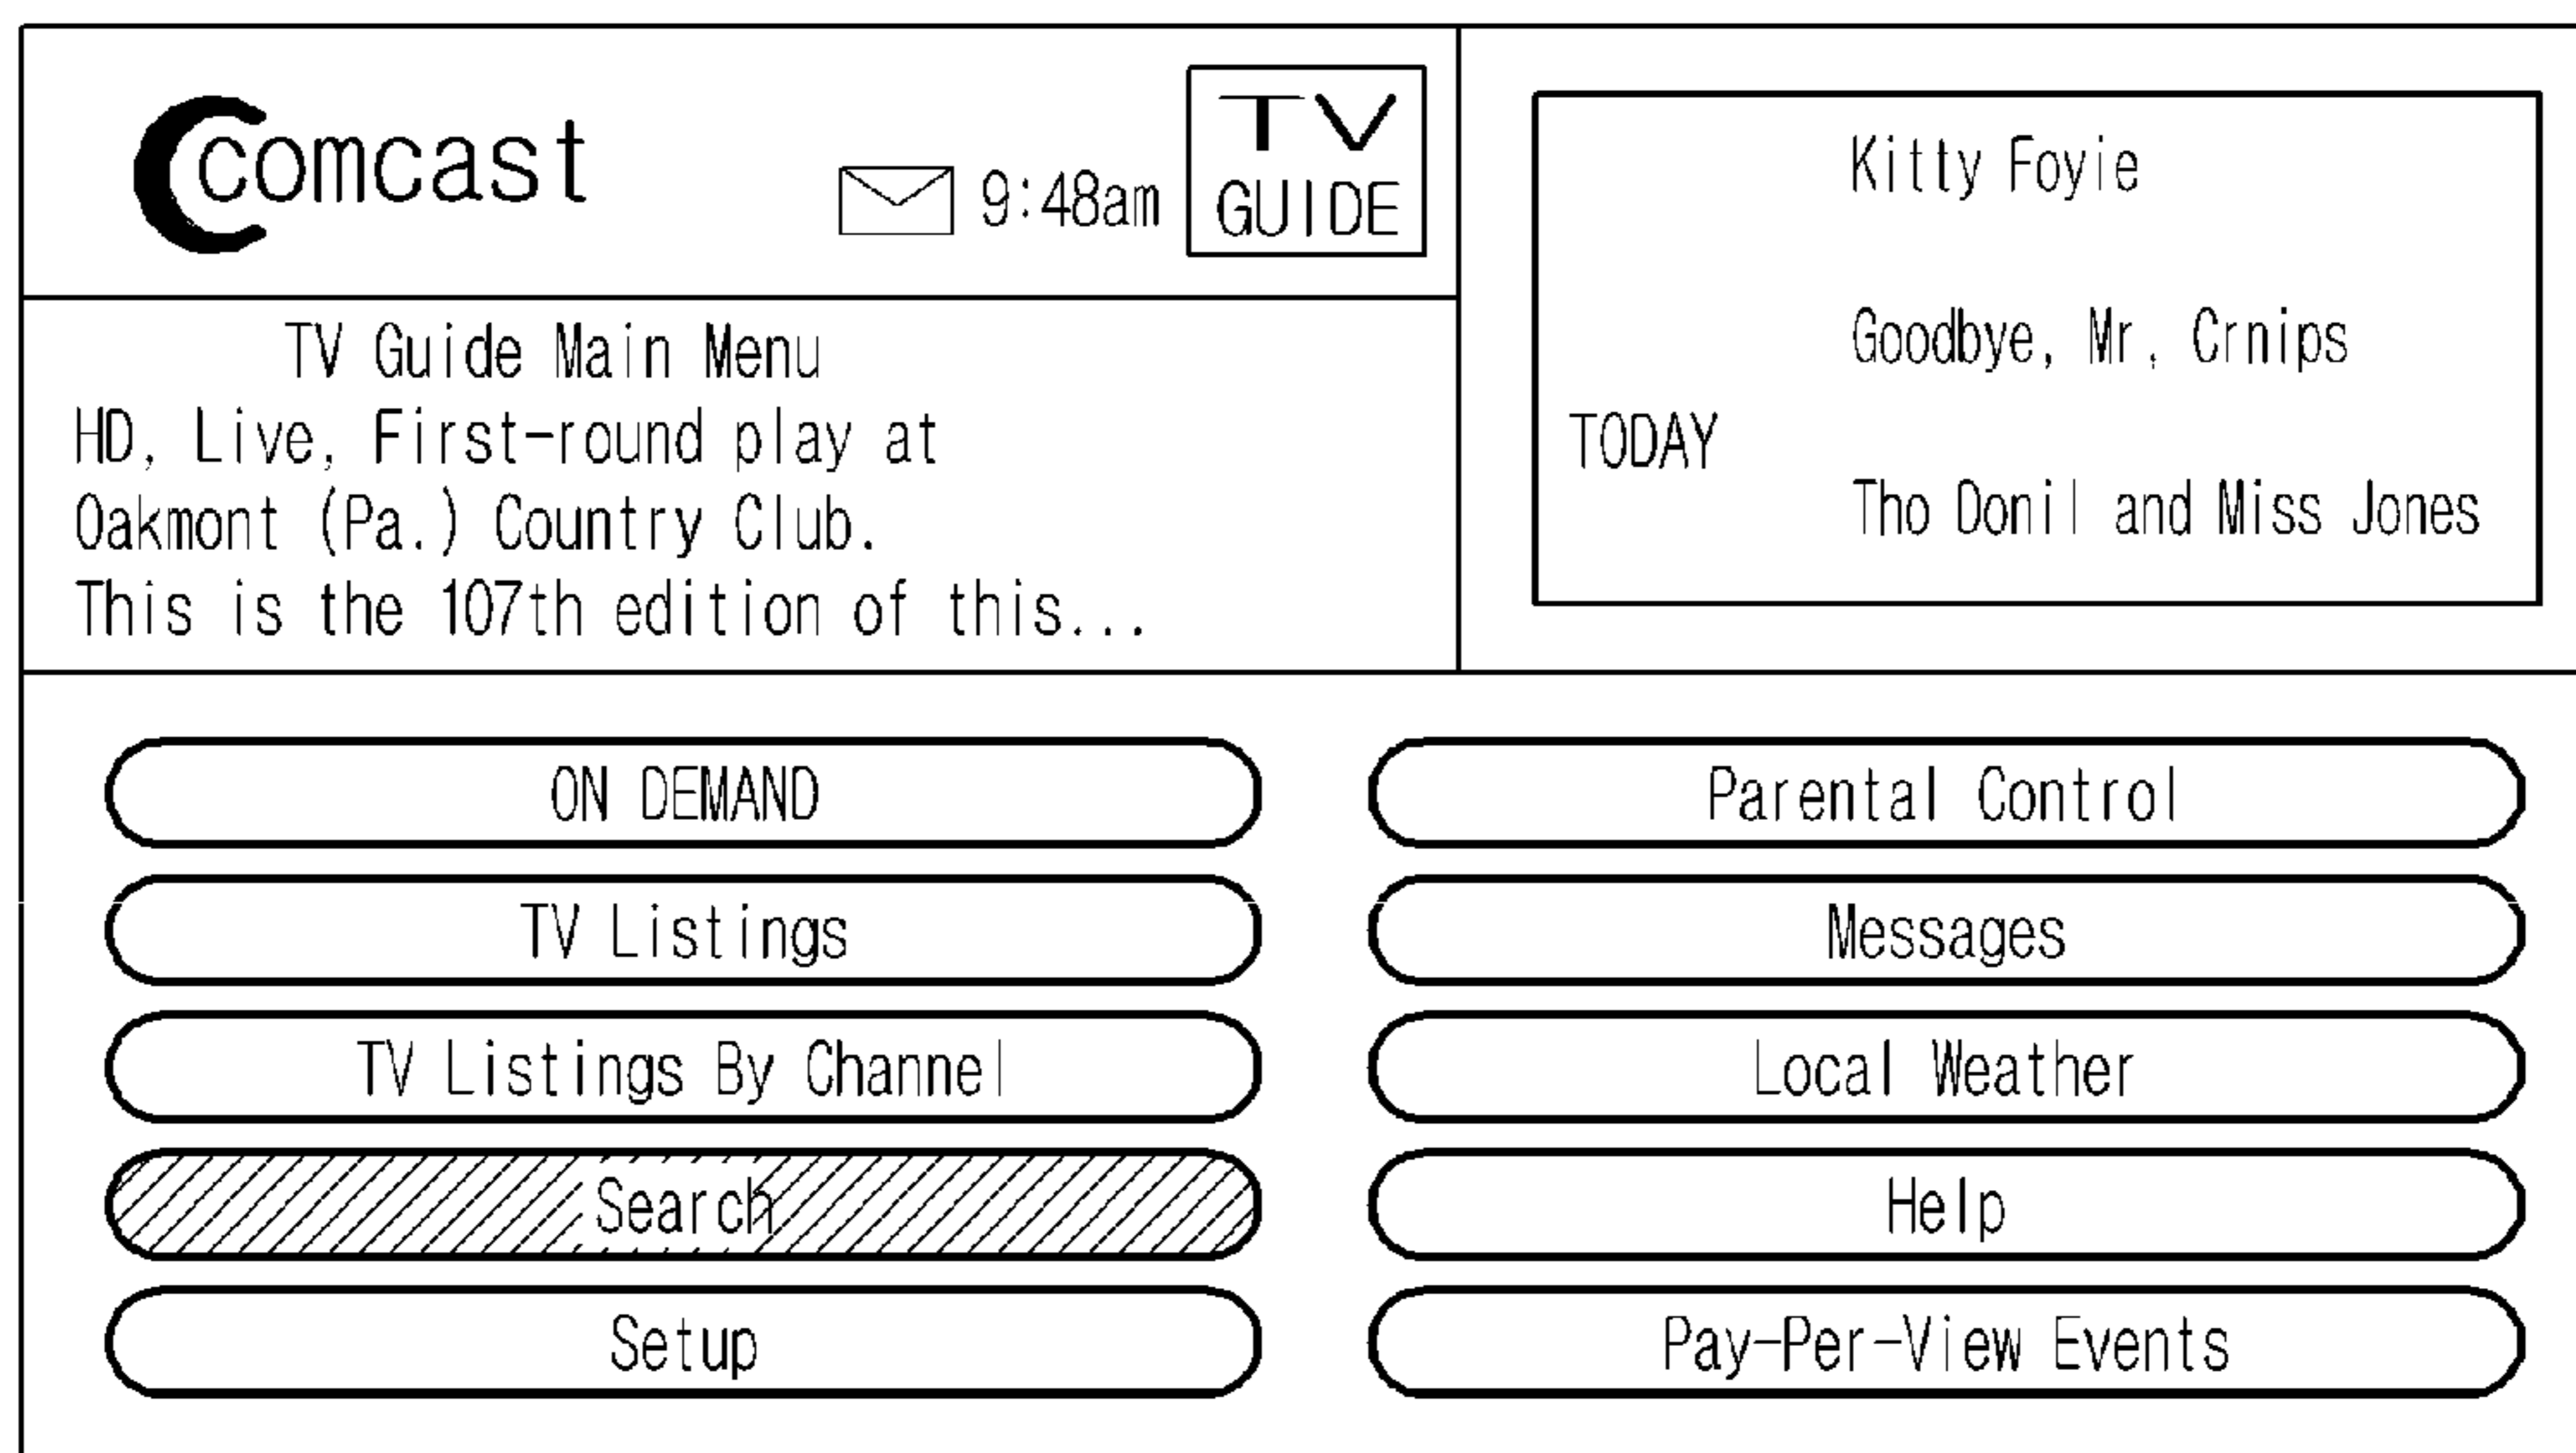 comcast
9:48am
TV
GUIDE
TV Guide Main Menu
HD, Live, First-round play at
Oakmont (Pa.) Country Club.
This is the 107th edition of this...
Kitty Foyie
Goodbye, Mr, Crnips
TODAY
Tho Donil and Miss Jones
ON DEMAND
Parental Control
TV Listings
Messages
TV Listings By Channel
Local Weather
Search
Help
Setup
Pay-Per-View Events